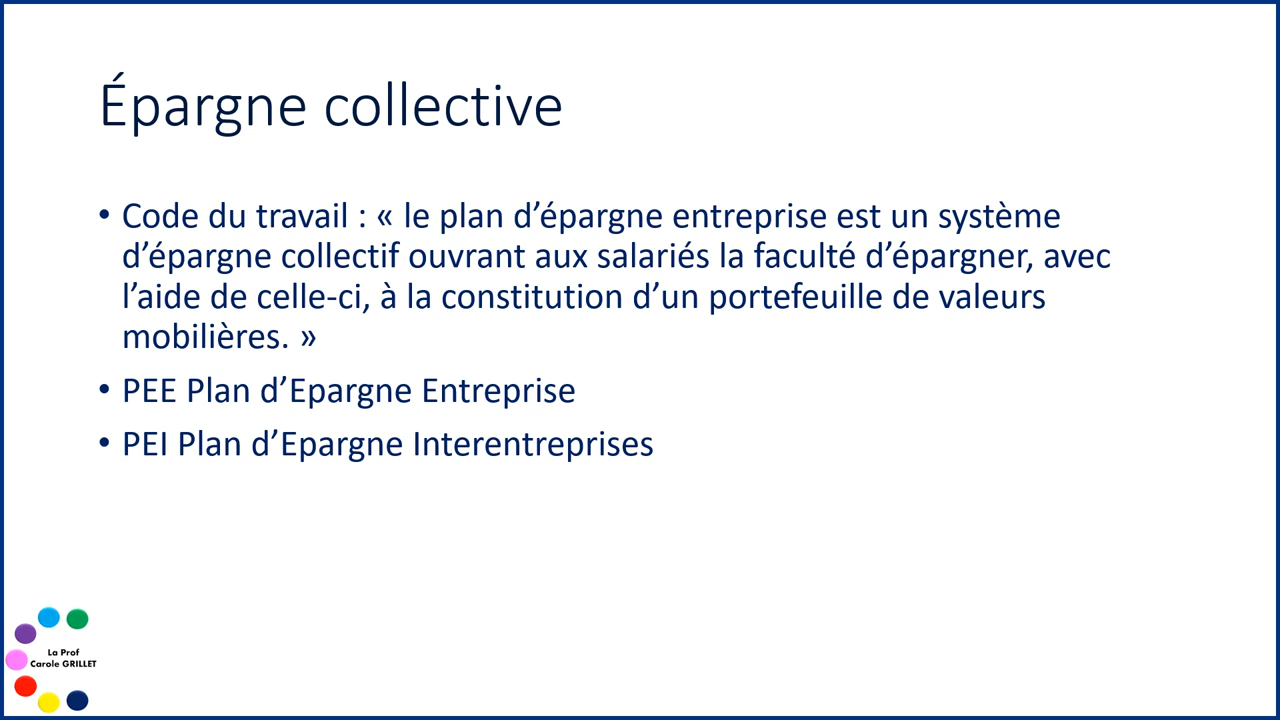 Épargne collective
• Code du travail : « le plan d’épargne entreprise est un système
d’épargne collectif ouvrant aux salariés la faculté d’épargner, avec
l’aide de celle-ci, à la constitution d’un portefeuille de valeurs
mobilières. »
• PEE Plan d’Epargne Entreprise
• PEI Plan d’Epargne Interentreprises
La Prof
Carole GRILLET